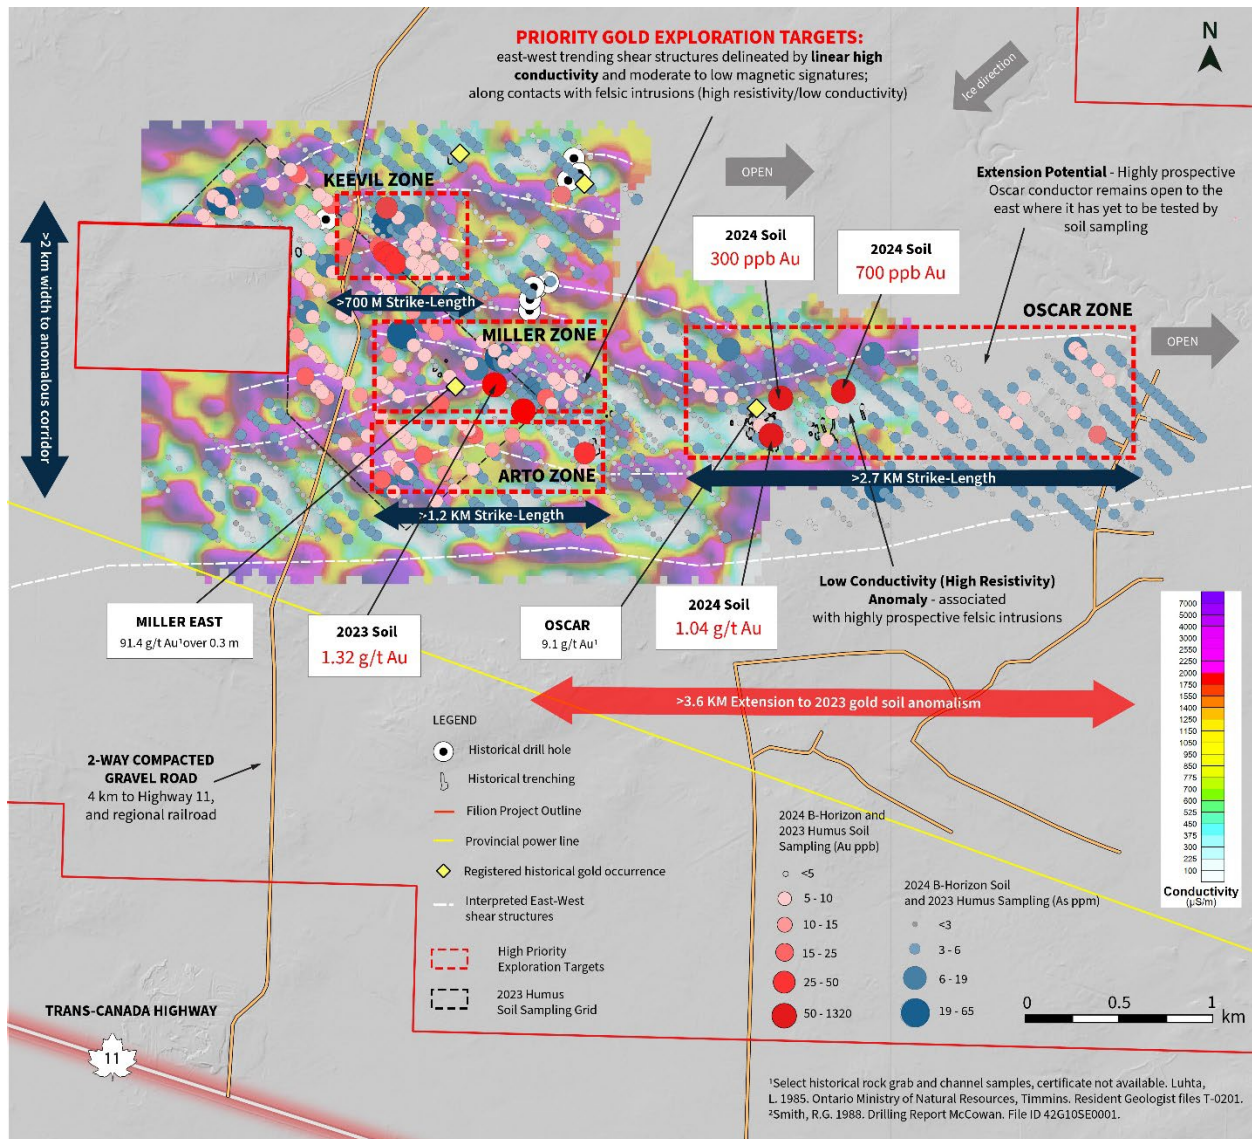 PRIORITY GOLD EXPLORATION TARGETS:
east-west trending shear structures delineated by linear high
conductivity and moderate to low magnetic signatures;
along contacts with felsic intrusions (high resistivity/low conductivity)
N
Ice direction
OPEN
Extension Potential - Highly prospective
Oscar conductor remains open to the
east where it has yet to be tested by
soil sampling
KEEVIL ZONE
>2 km width to anomalous corridor
2024 Soil
300 ppb Au
2024 Soil
700 ppb Au
>700 M Strike-Length
MILLER ZONE
OSCAR ZONE
OPEN
ARTO ZONE
>2.7 KM Strike-Length
>1.2 KM Strike-Length
Low Conductivity (High Resistivity)
Anomaly - associated
with highly prospective felsic intrusions
MILLER EAST
91.4 g/t Au¹over 0.3 m
2023 Soil
1.32 g/t Au
OSCAR
9.1 g/t Au¹
2024 Soil
1.04 g/t Au
>3.6 KM Extension to 2023 gold soil anomalism
7000
5000
4000
3000
2550
2250
2000
1750
1550
1400
1250
1150
1050
950
850
775
700
600
525
450
375
300
225
100
Conductivity
(µS/m)
2-WAY COMPACTED
GRAVEL ROAD
4 km to Highway 11,
and regional railroad
LEGEND
Historical drill hole
Historical trenching
Filion Project Outline
Provincial power line
Registered historical gold occurrence
Interpreted East-West
shear structures
High Priority
Exploration Targets
2023 Humus
Soil Sampling Grid
2024 B-Horizon and
2023 Humus Soil
Sampling (Au ppb)
<5
5 - 10
10 - 15
15 - 25
25 - 50
50 - 1320
2024 B-Horizon Soil
and 2023 Humus Sampling (As ppm)
<3
3 - 6
6 - 19
19 - 65
0 0.5 1
km
TRANS-CANADA HIGHWAY
11
¹Select historical rock grab and channel samples, certificate not available. Luhta,
L. 1985. Ontario Ministry of Natural Resources, Timmins. Resident Geologist files T-0201.
²Smith, R.G. 1988. Drilling Report McCowan. File ID 42G10SE0001.